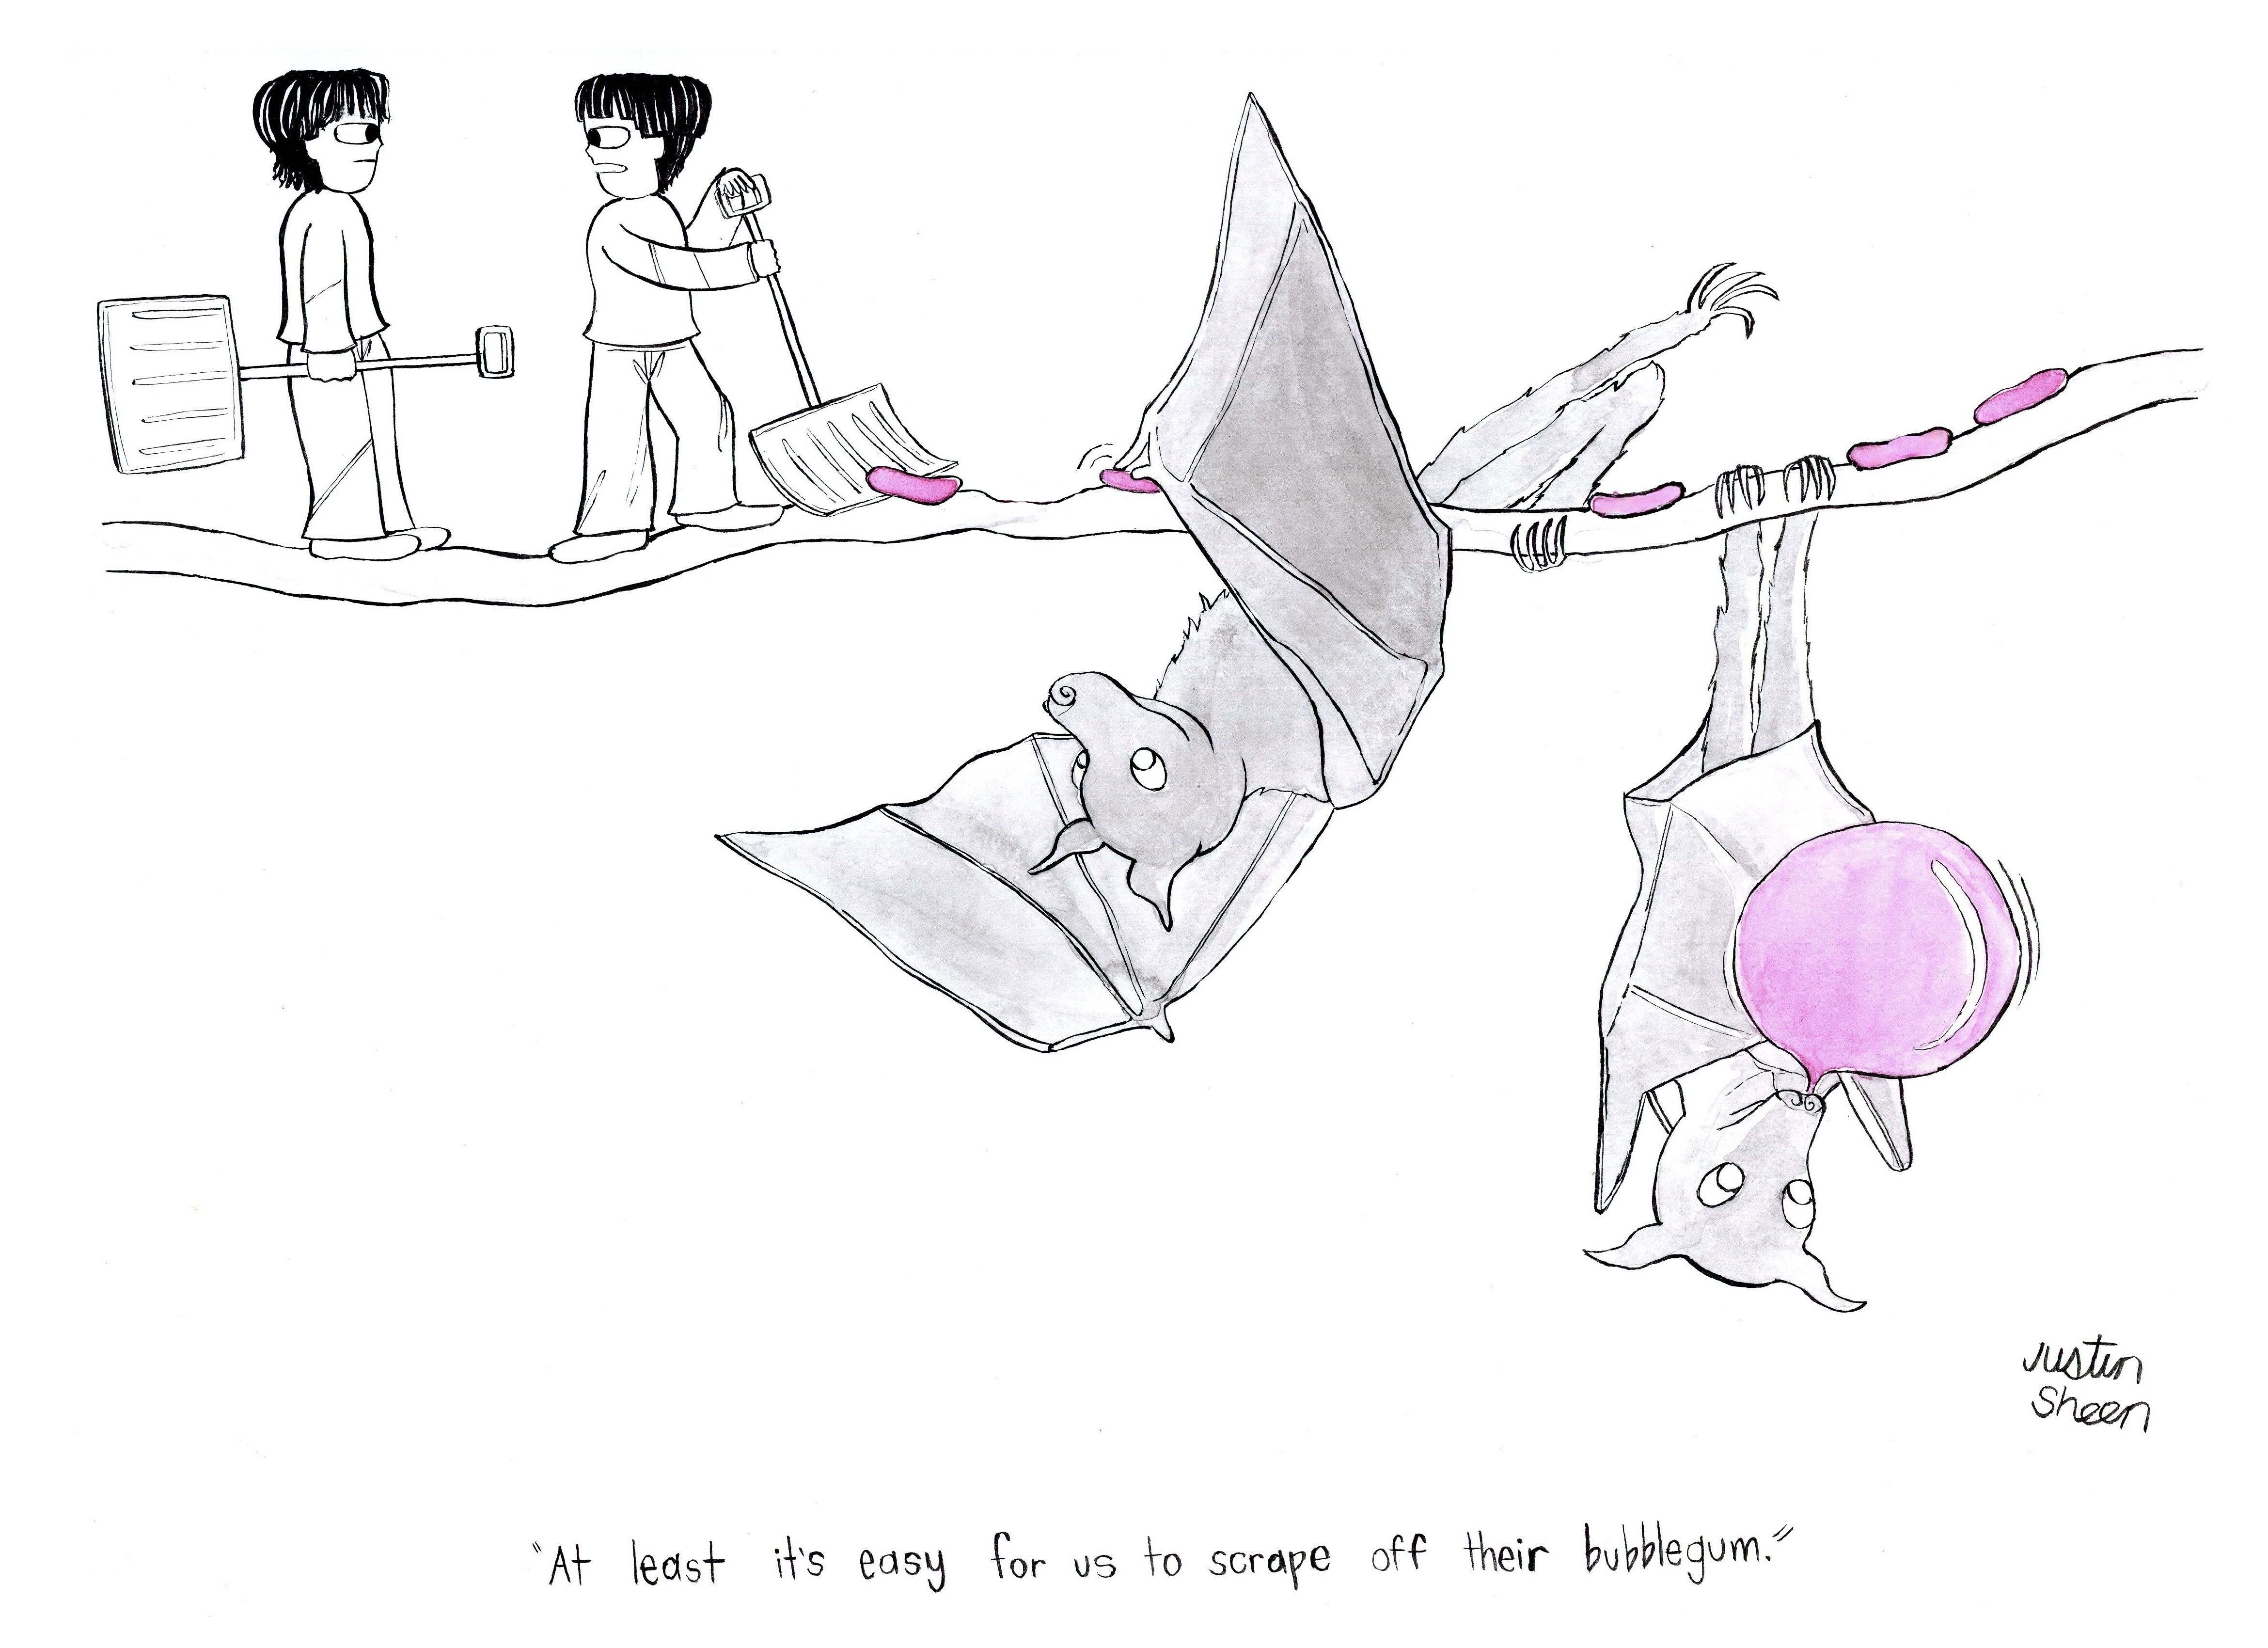 Justin
Sheen
"At least it's easy for us to scrape off their bubblegum."